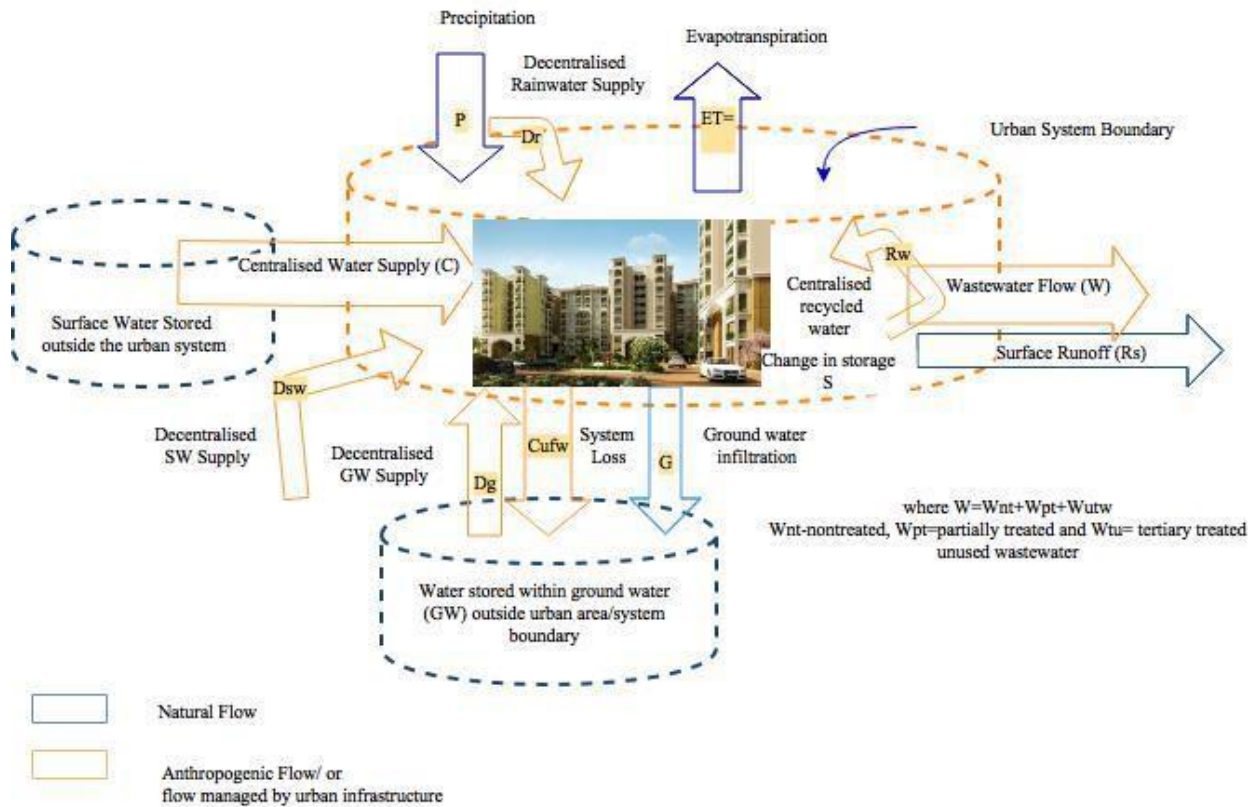 Precipitation
Evapotranspiration
Decentralised
Rainwater Supply
P
Dr
ET=
Urban System Boundary
Centralised Water Supply (C)
Rw
Centralised
recycled
water
Wastewater Flow (W)
Surface Water Stored
outside the urban system
Surface Runoff (Rs)
Change in storage
S
Dsw
Decentralised
SW Supply
Decentralised
GW Supply
Dg
Cufw
System
Loss
G
Ground water
infiltration
where W=Wnt+Wpt+Wutw
Wnt-nontreated, Wpt=partially treated and Wtu= tertiary treated
unused wastewater
Water stored within ground water
(GW) outside urban area/system
boundary
Natural Flow
Anthropogenic Flow/ or
flow managed by urban infrastructure